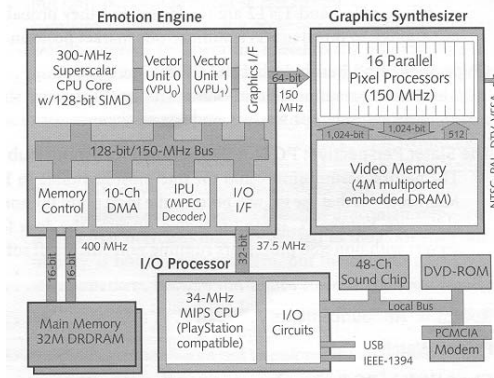 Emotion Engine
Graphics Synthesizer
300-MHz
Superscalar
CPU Core
w/128-bit SIMD
Vector
Unit 0
(VPU0)
Vector
Unit 1
(VPU1)
Graphics I/F
64-bit
150
MHz
16 Parallel
Pixel Processors
(150 MHz)
1,024-bit
1,024-bit
512
Video Memory
(4M multiported
embedded DRAM)
NTSC, PAL, DTV, VESA
128-bit/150-MHz Bus
Memory
Control
10-Ch
DMA
IPU
(MPEG
Decoder)
I/O
I/F
16-bit
16-bit
400 MHz
32-bit
37.5 MHz
Main Memory
32M DRDRAM
I/O Processor
34-MHz
MIPS CPU
(PlayStation
compatible)
I/O
Circuits
48-Ch
Sound Chip
DVD-ROM
Local Bus
PCMCIA
Modem
USB
IEEE-1394